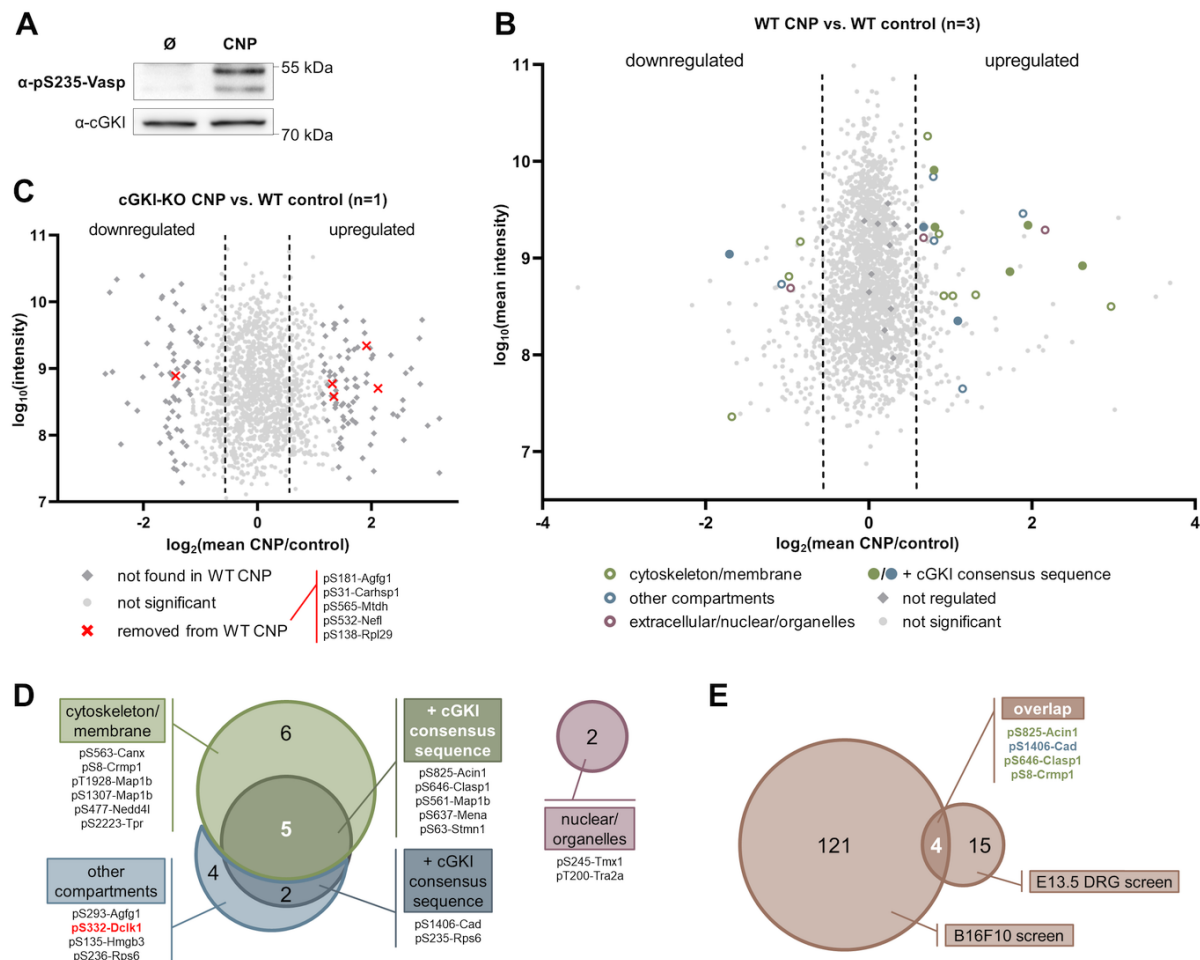 A
Ø
CNP
α-pS235-Vasp
55 kDa
α-cGKI
70 kDa
B
WT CNP vs. WT control (n=3)
downregulated
upregulated
log10(mean intensity)
11
10
9
8
7
-4
-2
0
2
4
log2(mean CNP/control)
cytoskeleton/membrane
other compartments
extracellular/nuclear/organelles
/
+ cGKI consensus sequence
not regulated
not significant
C
cGKI-KO CNP vs. WT control (n=1)
downregulated
upregulated
log10(intensity)
11
10
9
8
7
-2
0
2
log2(mean CNP/control)
not found in WT CNP
not significant
removed from WT CNP
pS181-Agfg1
pS31-Carhsp1
pS565-Mtdh
pS532-Nefl
pS138-Rpl29
D
cytoskeleton/
membrane
pS563-Canx
pS8-Crmp1
pT1928-Map1b
pS1307-Map1b
pS477-Nedd4l
pS2223-Tpr
other
compartments
pS293-Agfg1
pS332-Dclk1
pS135-Hmgb3
pS236-Rps6
6
5
4
2
+ cGKI
consensus
sequence
pS825-Acin1
pS646-Clasp1
pS561-Map1b
pS637-Mena
pS63-Stmn1
+ cGKI
consensus
sequence
pS1406-Cad
pS235-Rps6
2
nuclear/
organelles
pS245-Tmx1
pT200-Tra2a
E
overlap
pS825-Acin1
pS1406-Cad
pS646-Clasp1
pS8-Crmp1
121
4
15
E13.5 DRG screen
B16F10 screen